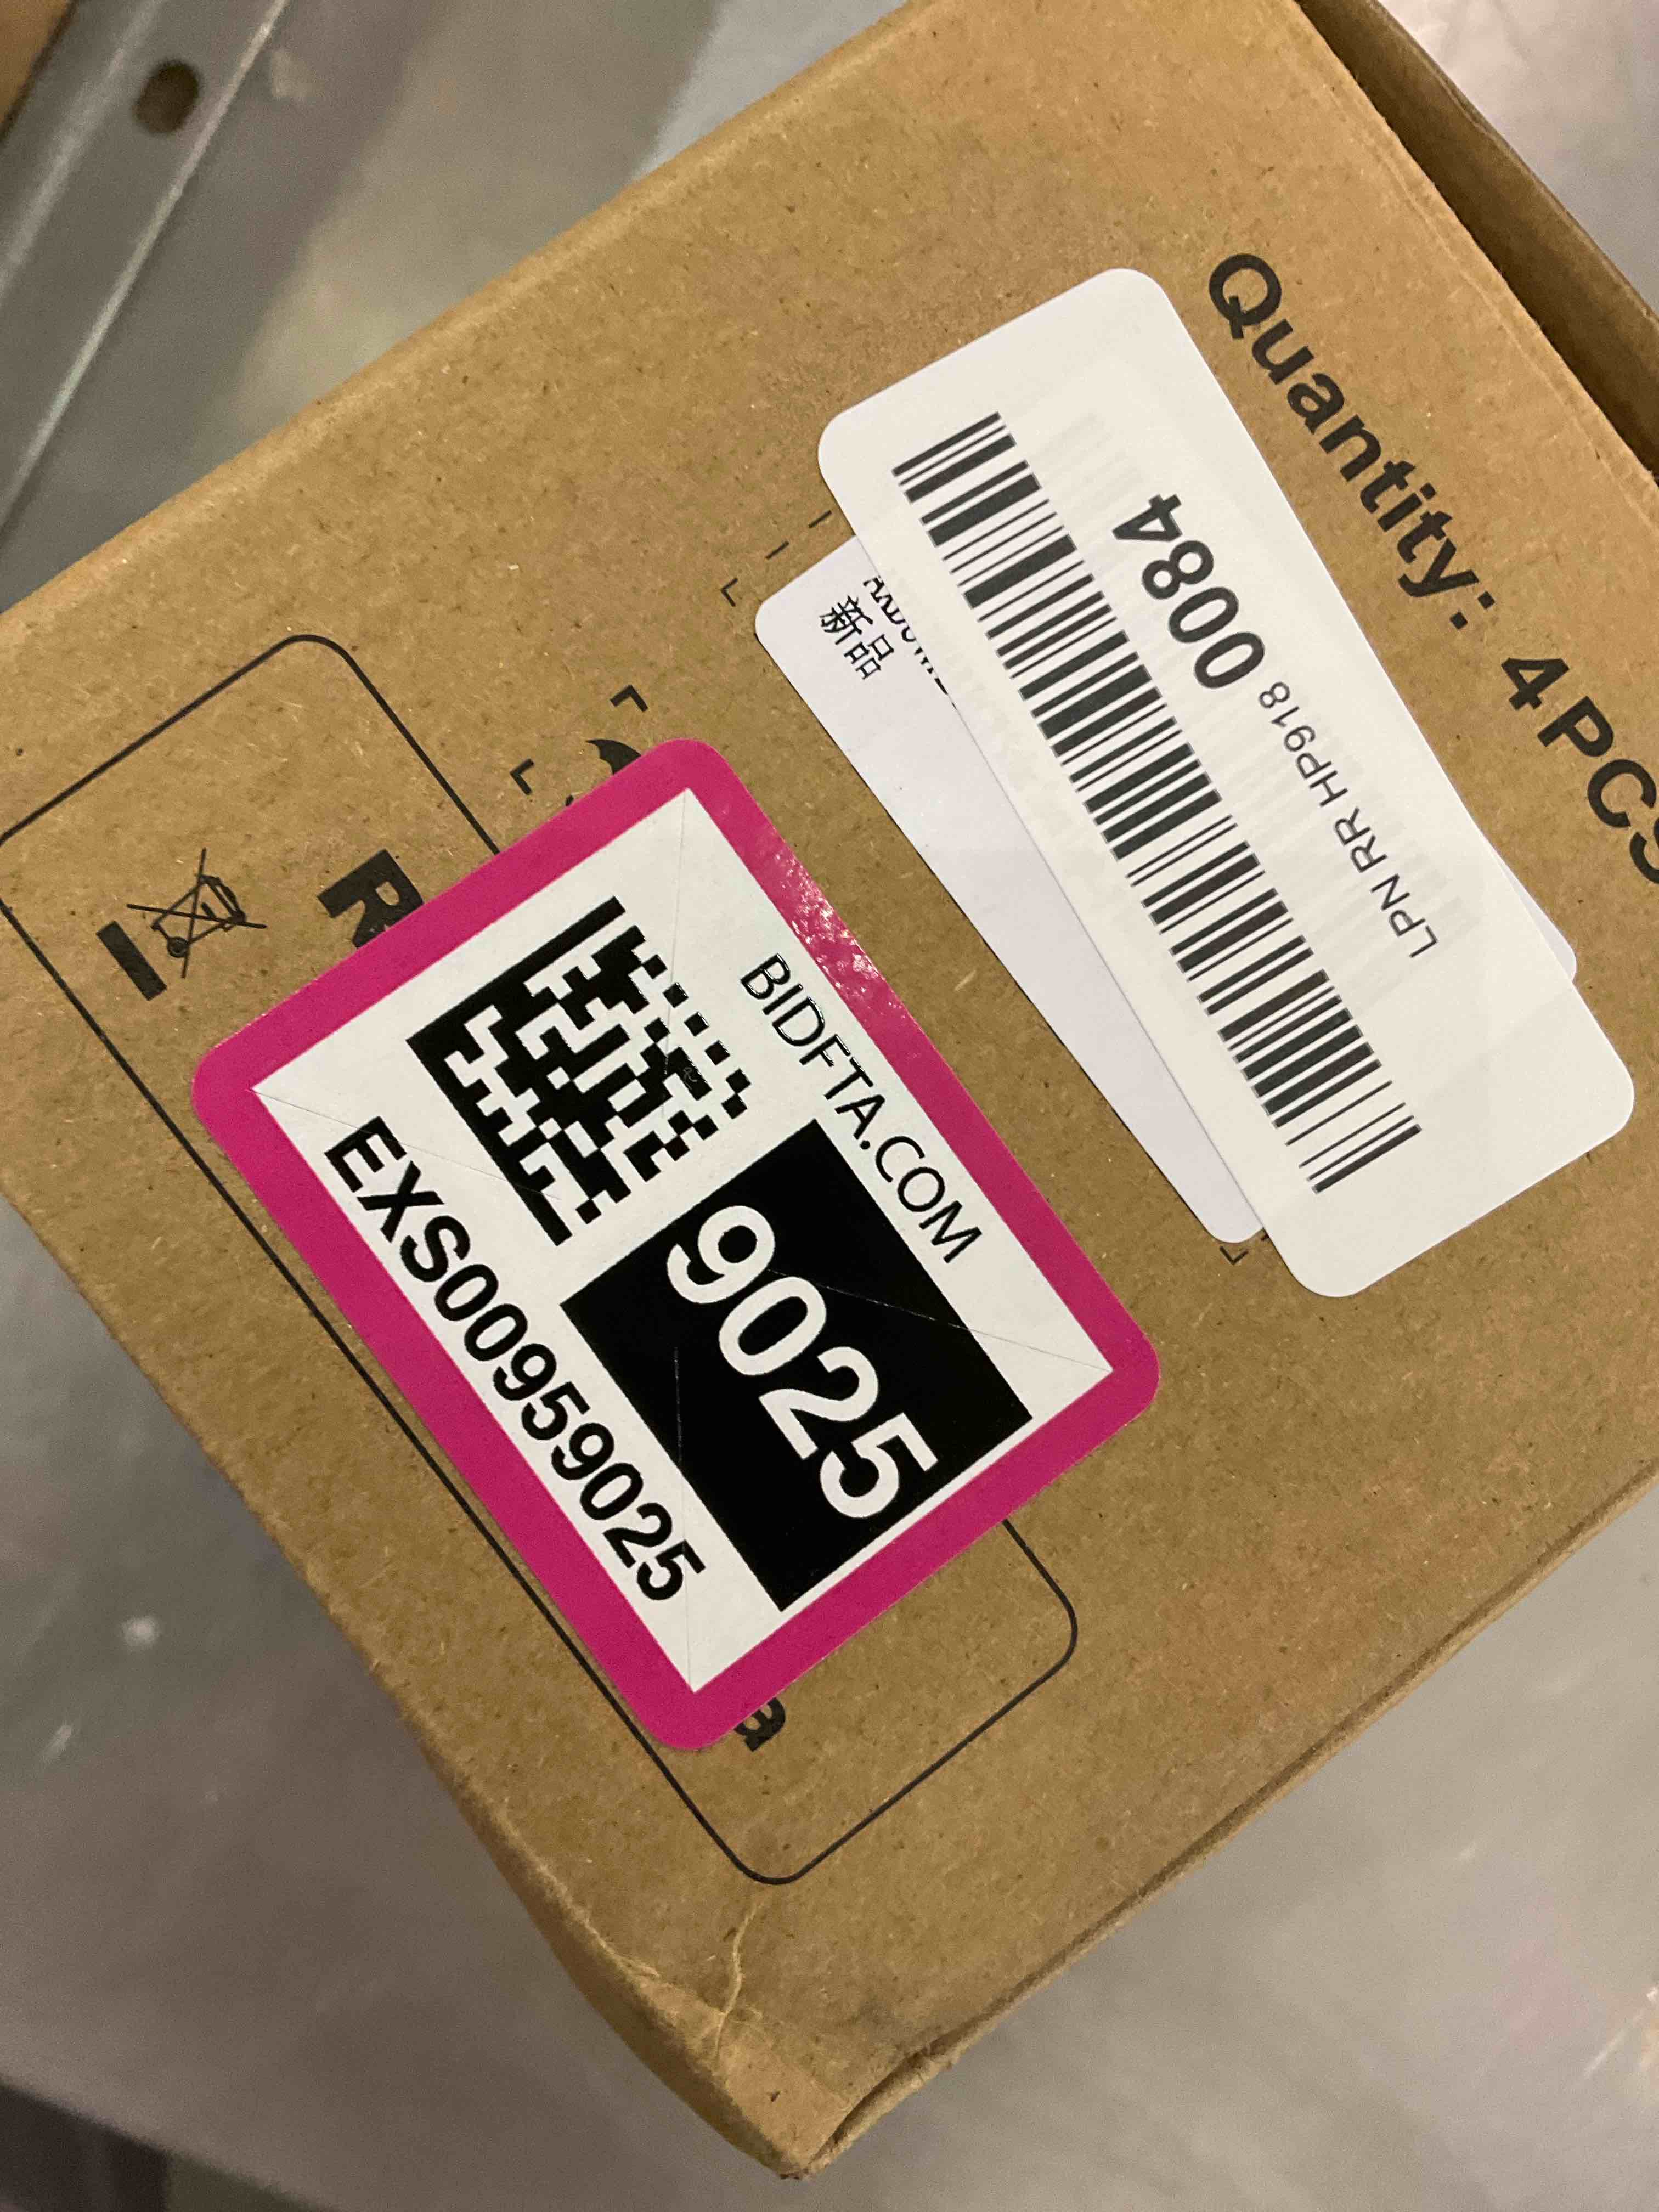 Quantity: 4PCS
LPN RR HP918
0084
新品
BIDFTA.COM
9025
EXS00959025